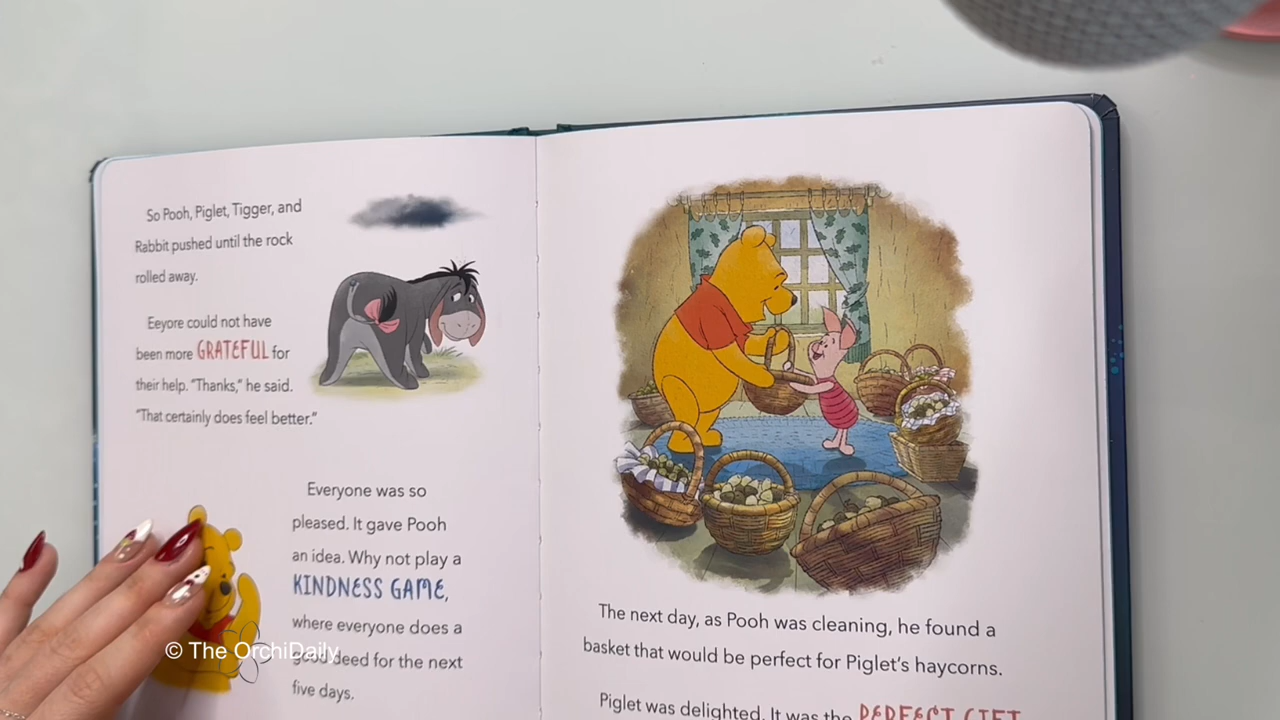 So Pooh, Piglet, Tigger, and
Rabbit pushed until the rock
rolled away.
Eeyore could not have
been more GRATEFUL for
their help. “Thanks,” he said.
“That certainly does feel better.”
Everyone was so
pleased. It gave Pooh
an idea. Why not play a
KINDNESS GAME,
where everyone does a
good deed for the next
five days.
© The OrchiDaily
The next day, as Pooh was cleaning, he found a
basket that would be perfect for Piglet’s haycorns.
Piglet was delighted. It was the PERFECT GIFT